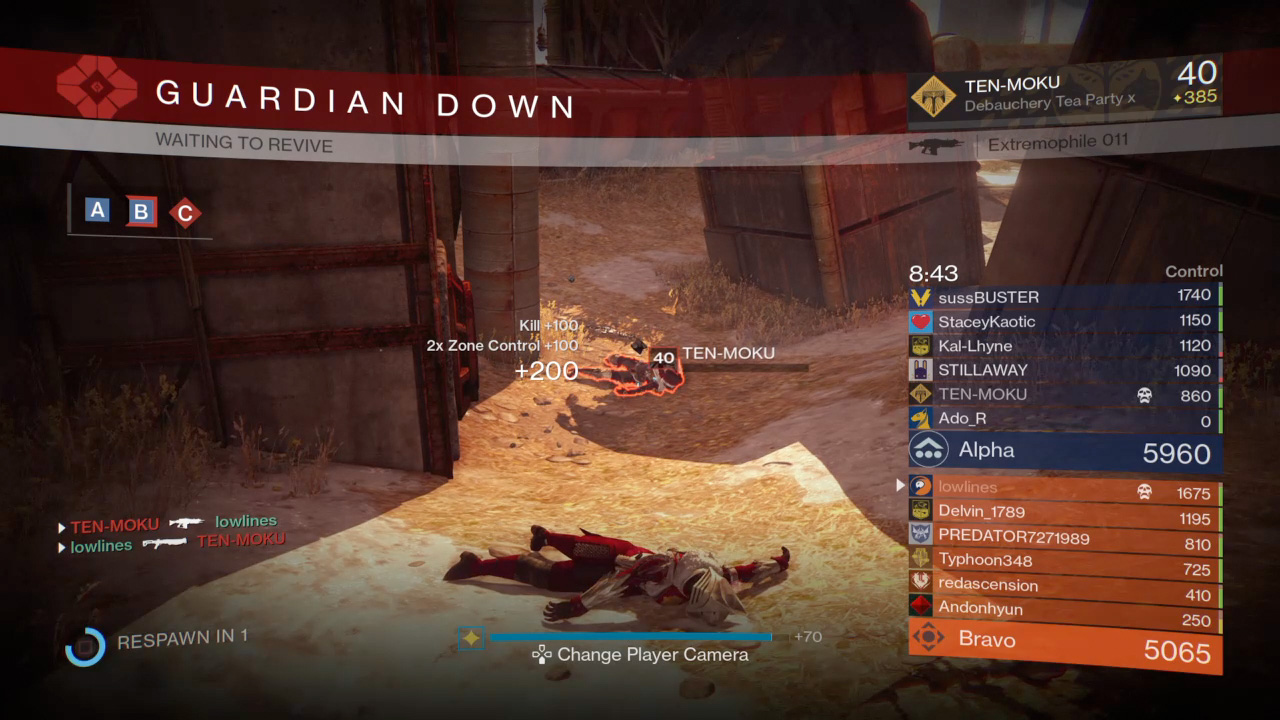 GUARDIAN DOWN
WAITING TO REVIVE
TEN-MOKU
Debauchery Tea Party x
40
385
Extremophile 011
A B C
8:43 Control
sussBUSTER 1740
StaceyKaotic 1150
Kal-Lhyne 1120
STILLAWAY 1090
TEN-MOKU 860
Ado_R 0
Alpha 5960
lowlines 1675
Delvin_1789 1195
PREDATOR7271989 810
Typhoon348 725
redascension 410
Andonhyun 250
Bravo 5065
Kill +100
2x Zone Control +100
+200
40 TEN-MOKU
TEN-MOKU lowlines
lowlines TEN-MOKU
RESPAWN IN 1
+70
Change Player Camera